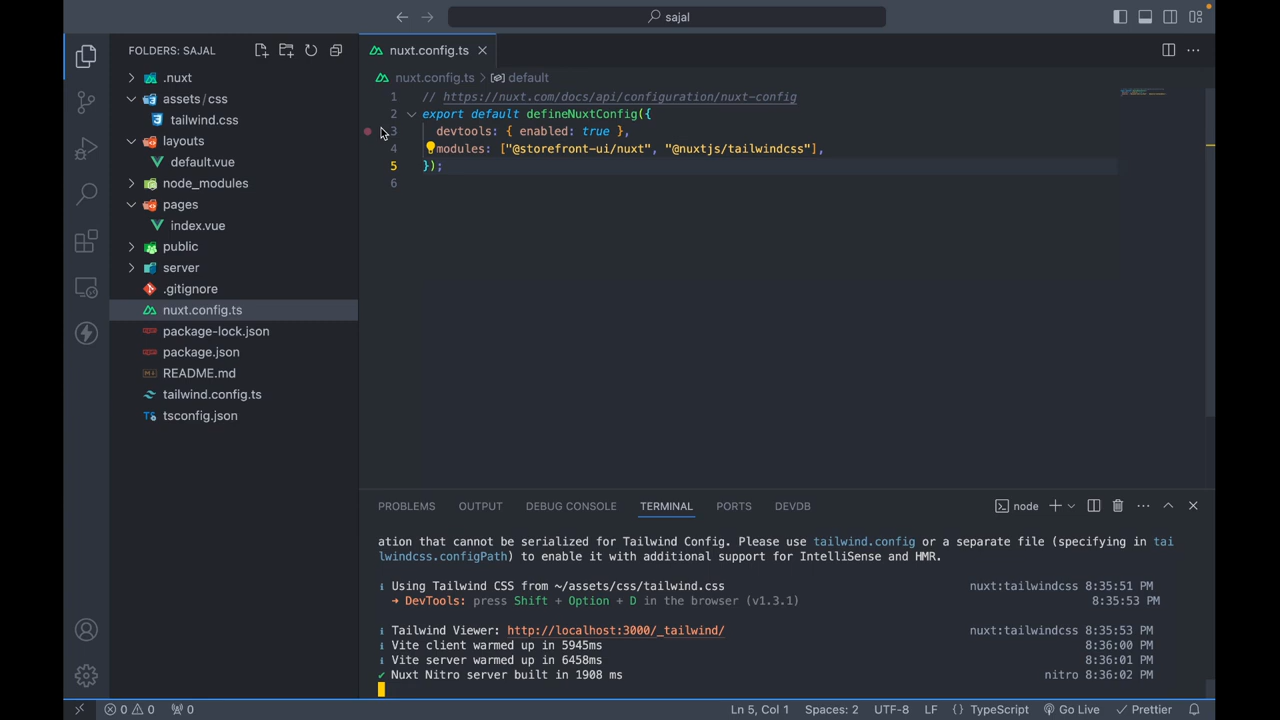 sajal
FOLDERS: SAJAL
.nuxt
assets/css
tailwind.css
layouts
default.vue
node_modules
pages
index.vue
public
server
.gitignore
nuxt.config.ts
package-lock.json
package.json
README.md
tailwind.config.ts
tsconfig.json
nuxt.config.ts
nuxt.config.ts > default
1 // https://nuxt.com/docs/api/configuration/nuxt-config
2 export default defineNuxtConfig({
3 devtools: { enabled: true },
4 modules: ["@storefront-ui/nuxt", "@nuxtjs/tailwindcss"],
5 });
6
PROBLEMS OUTPUT DEBUG CONSOLE TERMINAL PORTS DEVDB node
ation that cannot be serialized for Tailwind Config. Please use tailwind.config or a separate file (specifying in tai
lwindcss.configPath) to enable it with additional support for IntelliSense and HMR.
ℹ Using Tailwind CSS from ~/assets/css/tailwind.css nuxt:tailwindcss 8:35:51 PM
➜ DevTools: press Shift + Option + D in the browser (v1.3.1) 8:35:53 PM
ℹ Tailwind Viewer: http://localhost:3000/_tailwind/ nuxt:tailwindcss 8:35:53 PM
ℹ Vite client warmed up in 5945ms 8:36:00 PM
ℹ Vite server warmed up in 6458ms 8:36:01 PM
✔ Nuxt Nitro server built in 1908 ms nitro 8:36:02 PM
0 0 0 Ln 5, Col 1 Spaces: 2 UTF-8 LF {} TypeScript Go Live Prettier